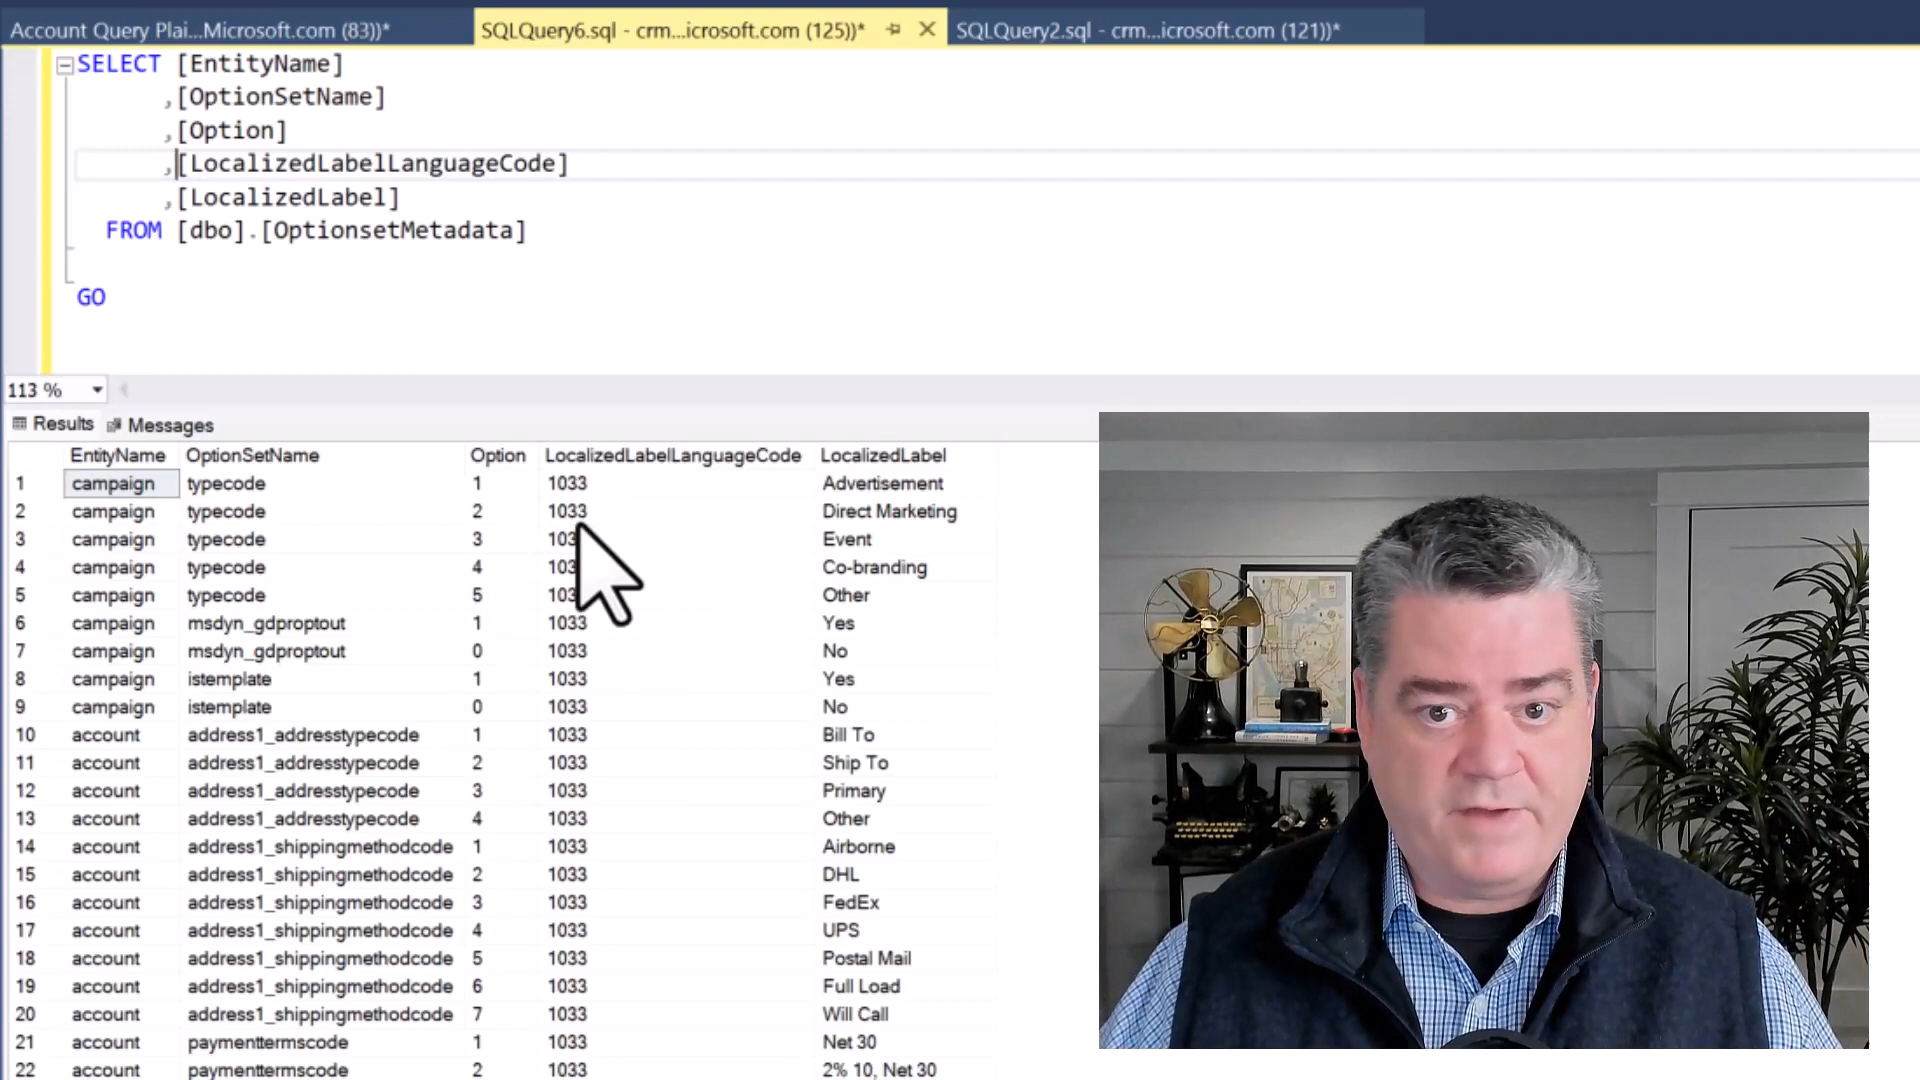 Account Query Plai...Microsoft.com (83))* SQLQuery6.sql - crm...icrosoft.com (125))* SQLQuery2.sql - crm...icrosoft.com (121))*
SELECT [EntityName]
,[OptionSetName]
,[Option]
,[LocalizedLabelLanguageCode]
,[LocalizedLabel]
FROM [dbo].[OptionsetMetadata]
GO
113 %
Results Messages
EntityName OptionSetName Option LocalizedLabelLanguageCode LocalizedLabel
1 campaign typecode 1 1033 Advertisement
2 campaign typecode 2 1033 Direct Marketing
3 campaign typecode 3 Event
4 campaign typecode 4 Co-branding
5 campaign typecode 5 Other
6 campaign msdyn_gdproptout 1 1033 Yes
7 campaign msdyn_gdproptout 0 1033 No
8 campaign istemplate 1 1033 Yes
9 campaign istemplate 0 1033 No
10 account address1_addresstypecode 1 1033 Bill To
11 account address1_addresstypecode 2 1033 Ship To
12 account address1_addresstypecode 3 1033 Primary
13 account address1_addresstypecode 4 1033 Other
14 account address1_shippingmethodcode 1 1033 Airborne
15 account address1_shippingmethodcode 2 1033 DHL
16 account address1_shippingmethodcode 3 1033 FedEx
17 account address1_shippingmethodcode 4 1033 UPS
18 account address1_shippingmethodcode 5 1033 Postal Mail
19 account address1_shippingmethodcode 6 1033 Full Load
20 account address1_shippingmethodcode 7 1033 Will Call
21 account paymenttermscode 1 1033 Net 30
22 account paymenttermscode 2 1033 2% 10, Net 30